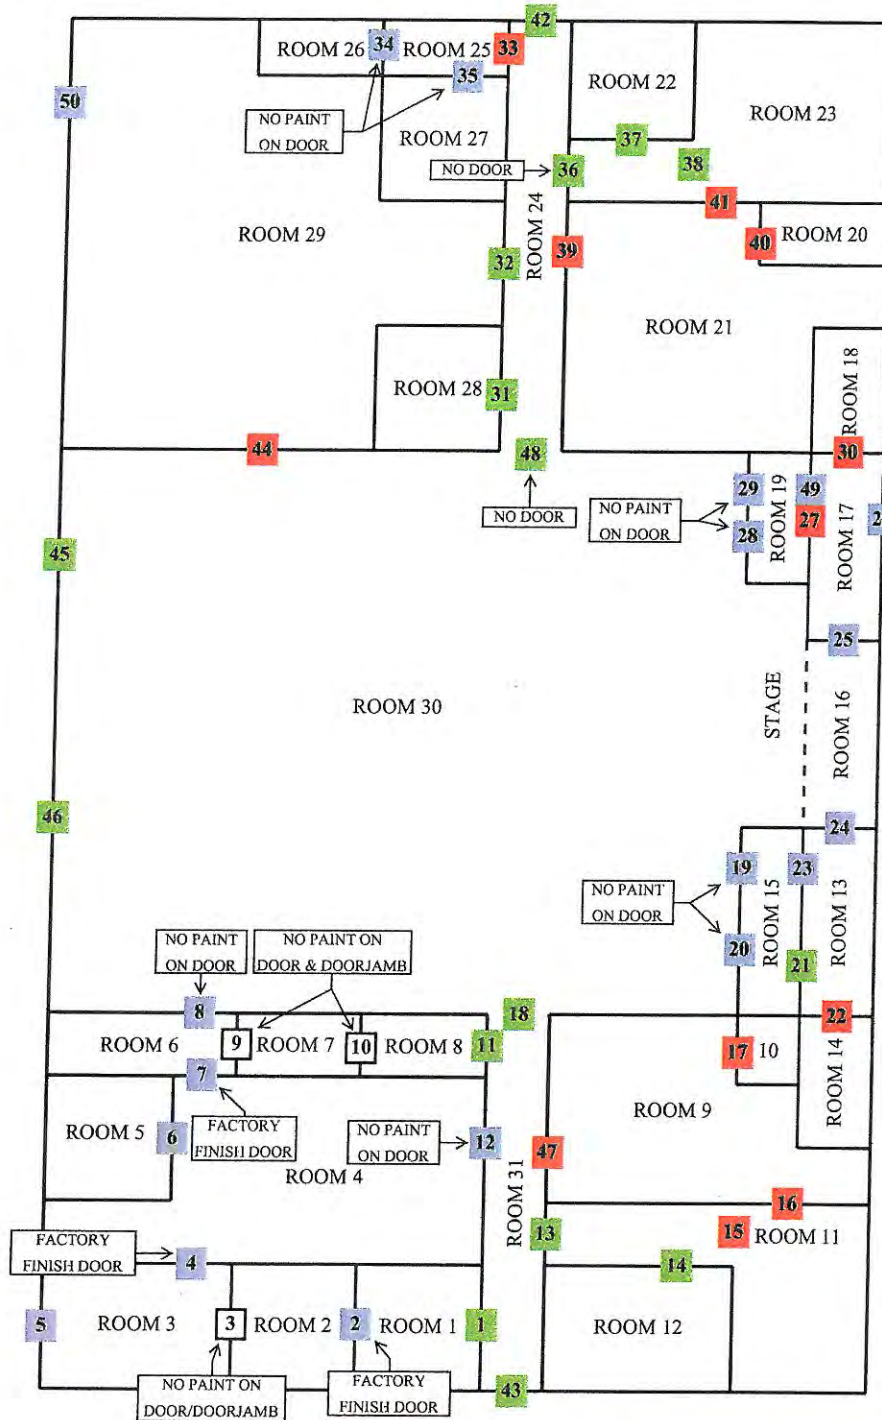 42
ROOM 26
34
ROOM 25
33
35
50
ROOM 22
ROOM 23
NO PAINT
ON DOOR
ROOM 27
37
38
NO DOOR
36
ROOM 24
41
ROOM 29
32
39
40
ROOM 20
ROOM 21
ROOM 28
31
ROOM 18
44
48
30
NO DOOR
NO PAINT
ON DOOR
29
28
ROOM 19
49
27
ROOM 17
45
25
ROOM 30
STAGE
ROOM 16
46
24
NO PAINT
ON DOOR
19
20
ROOM 15
23
21
ROOM 13
NO PAINT
ON DOOR
NO PAINT ON
DOOR & DOORJAMB
8
18
22
ROOM 6
9
ROOM 7
10
ROOM 8
11
17
10
ROOM 14
7
ROOM 9
ROOM 5
6
FACTORY
FINISH DOOR
NO PAINT
ON DOOR
12
ROOM 4
ROOM 31
47
16
FACTORY
FINISH DOOR
4
13
15
ROOM 11
14
5
ROOM 3
3
ROOM 2
2
ROOM 1
1
ROOM 12
NO PAINT ON
DOOR/DOORJAMB
FACTORY
FINISH DOOR
43